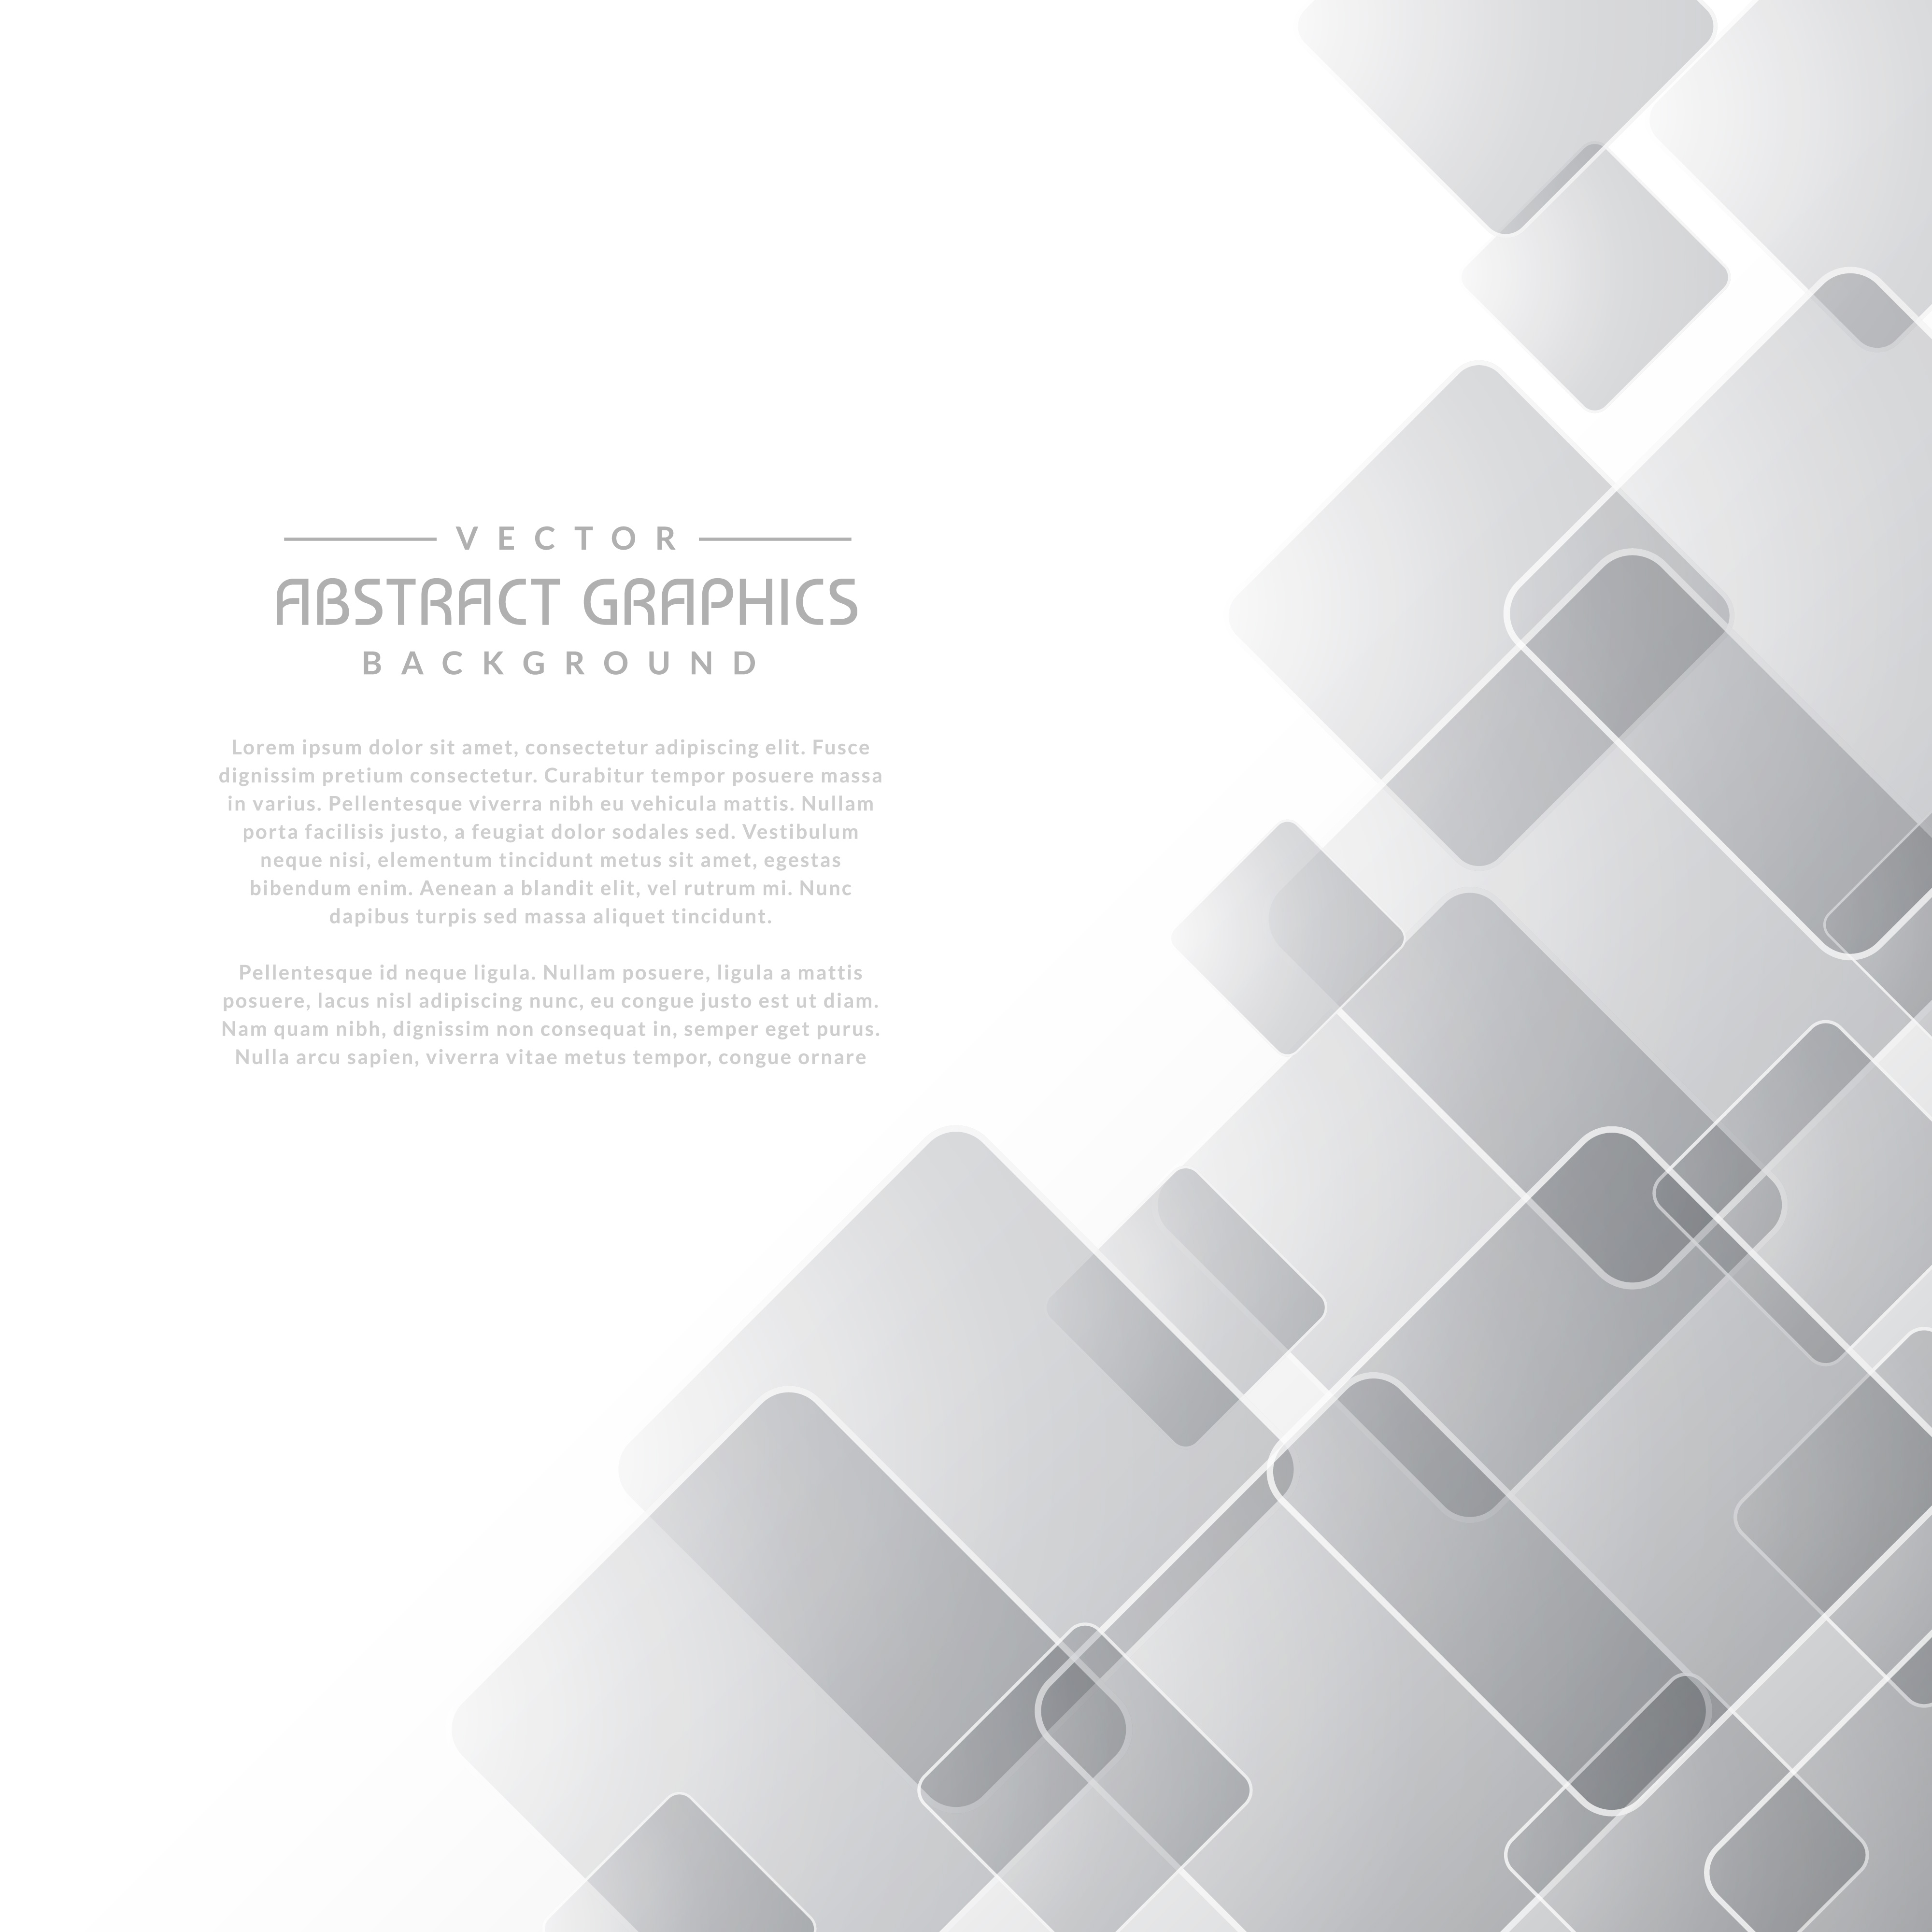 VECTOR
ABSTRACT GRAPHICS
BACKGROUND
Lorem ipsum dolor sit amet, consectetur adipiscing elit. Fusce
dignissim pretium consectetur. Curabitur tempor posuere massa
in varius. Pellentesque viverra nibh eu vehicula mattis. Nullam
porta facilisis justo, a feugiat dolor sodales sed. Vestibulum
neque nisi, elementum tincidunt metus sit amet, egestas
bibendum enim. Aenean a blandit elit, vel rutrum mi. Nunc
dapibus turpis sed massa aliquet tincidunt.
Pellentesque id neque ligula. Nullam posuere, ligula a mattis
posuere, lacus nisl adipiscing nunc, eu congue justo est ut diam.
Nam quam nibh, dignissim non consequat in, semper eget purus.
Nulla arcu sapien, viverra vitae metus tempor, congue ornare